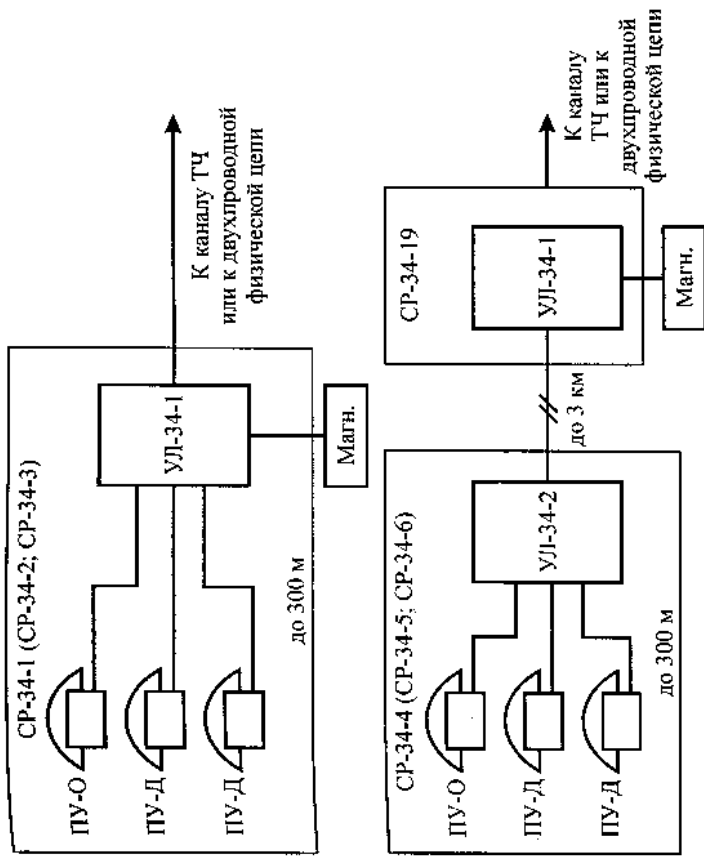 СР-34-1 (СР-34-2; СР-34-3)
ПУ-О
ПУ-Д
ПУ-Д
УЛ-34-1
до 300 м
Магн.
К каналу ТЧ
или к двухпроводной
физической цепи
СР-34-4 (СР-34-5; СР-34-6)
ПУ-О
ПУ-Д
ПУ-Д
УЛ-34-2
до 300 м
до 3 км
СР-34-19
УЛ-34-1
Магн.
К каналу
ТЧ или к
двухпроводной
физической цепи